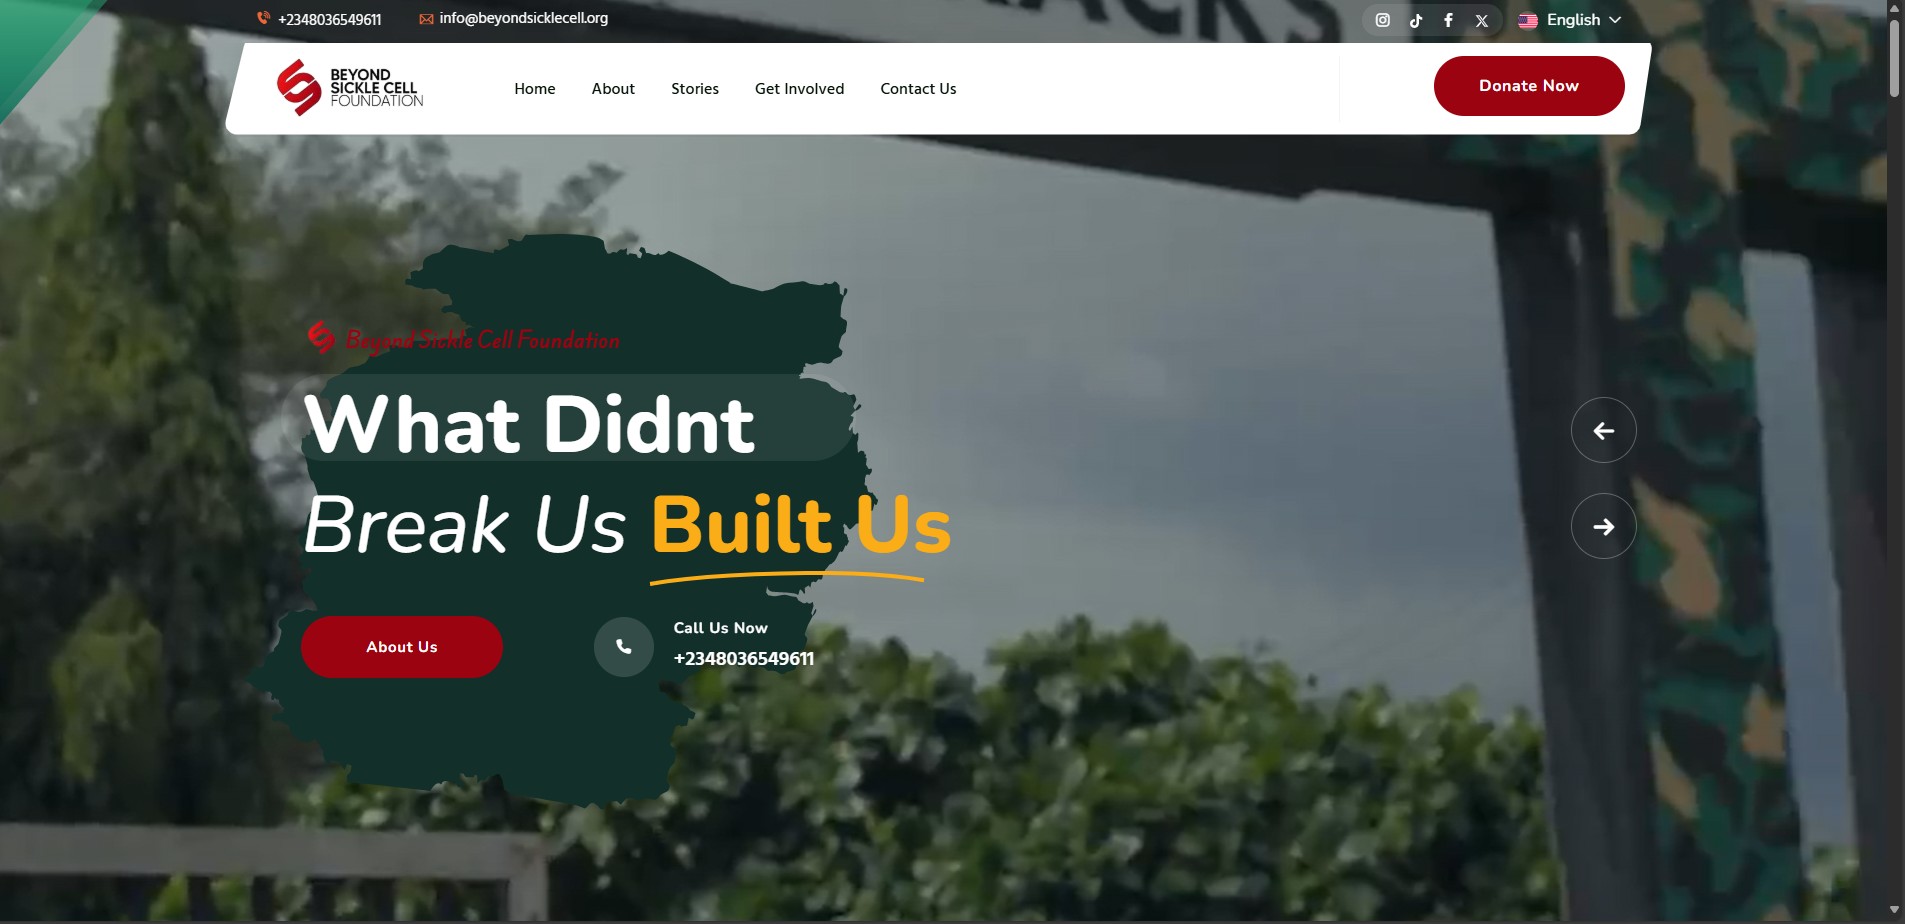 +2348036549611
info@beyondsicklecell.org
English
BEYOND
SICKLE CELL
FOUNDATION
Home
About
Stories
Get Involved
Contact Us
Donate Now
Beyond Sickle Cell Foundation
What Didnt
Break Us Built Us
About Us
Call Us Now
+2348036549611